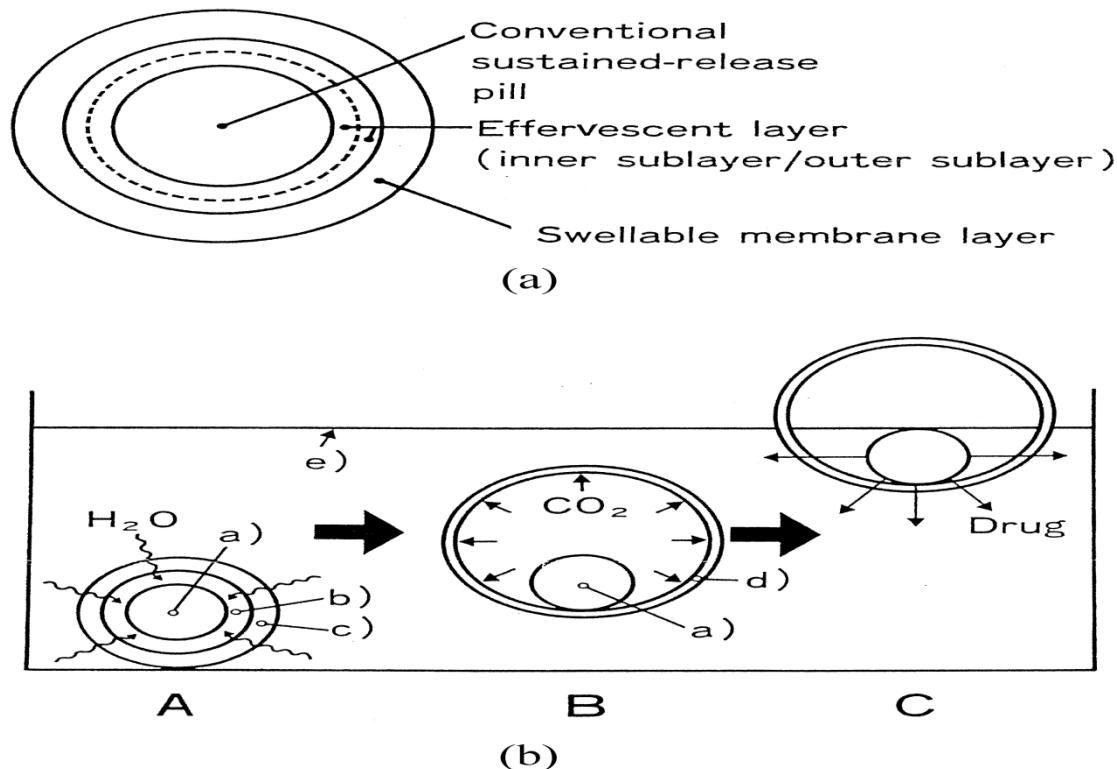 Conventional
sustained-release
pill
Effervescent layer
(inner sublayer/outer sublayer)
Swellable membrane layer
(a)
e)
H₂O
a)
b)
c)
CO₂
d)
a)
Drug
A
B
C
(b)